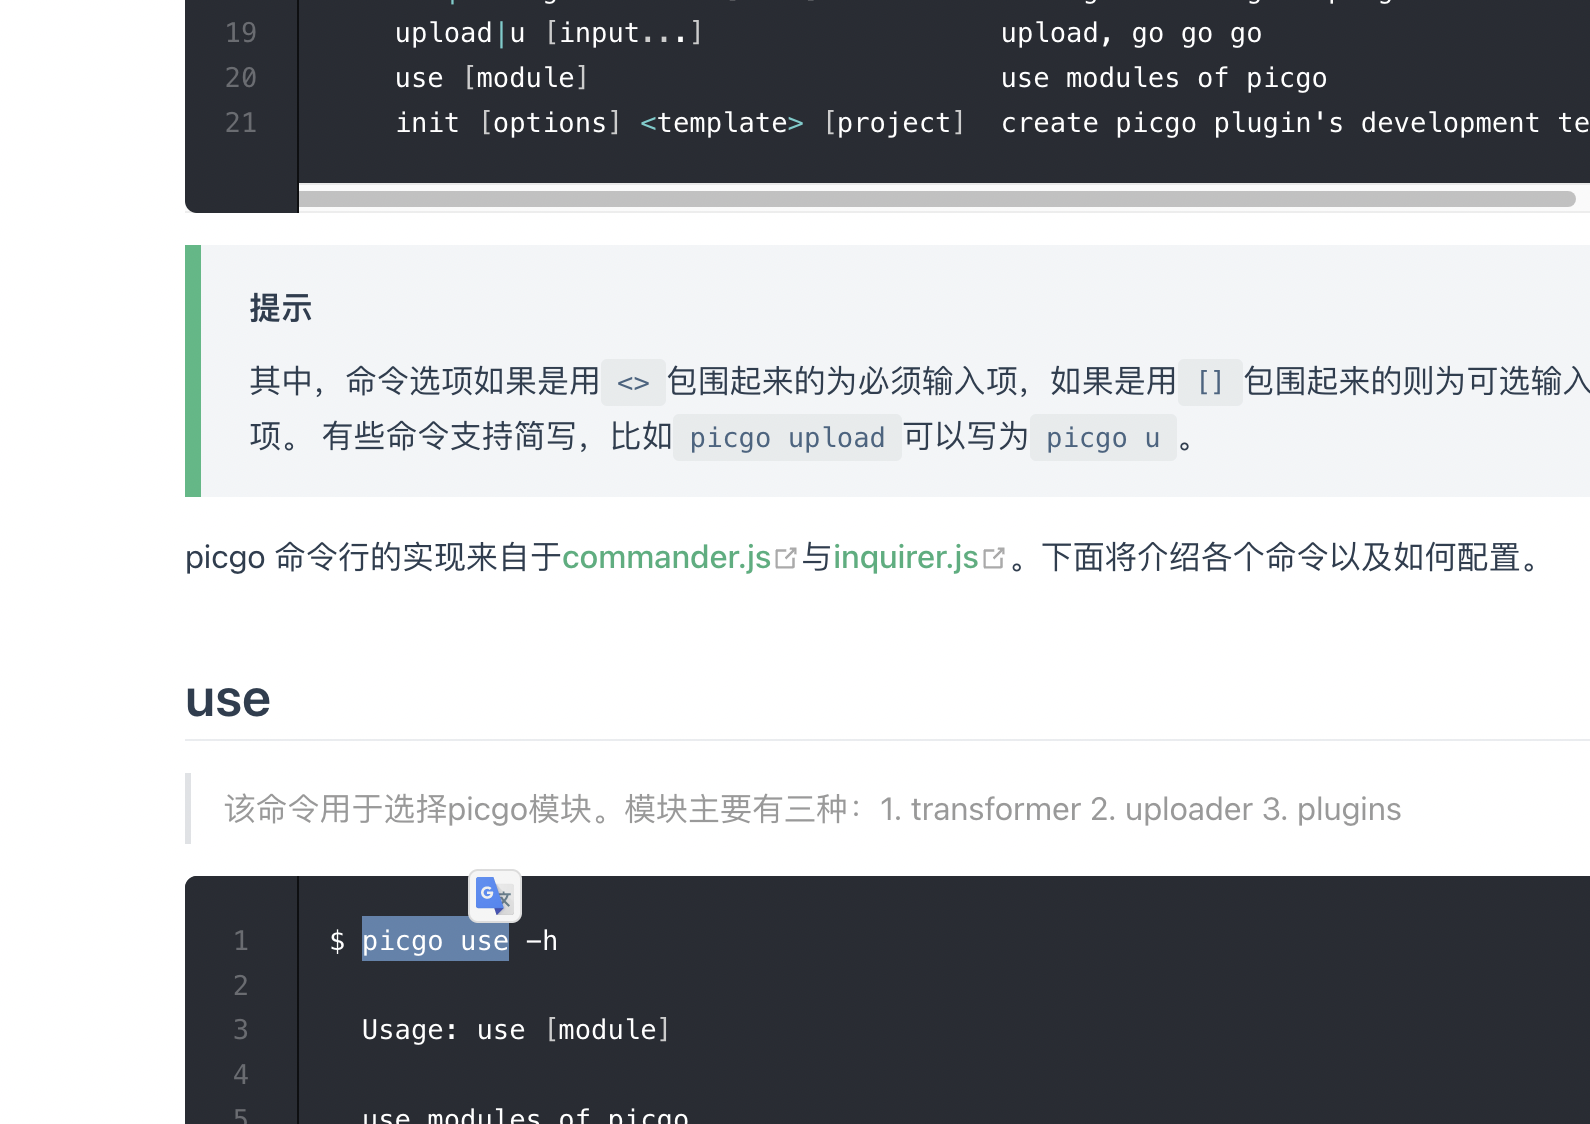 19 upload|u [input...] upload, go go go
20 use [module] use modules of picgo
21 init [options] <template> [project] create picgo plugin's development te
提示
其中，命令选项如果是用 <> 包围起来的为必须输入项，如果是用 [] 包围起来的则为可选输入
项。 有些命令支持简写，比如 picgo upload 可以写为 picgo u 。
picgo 命令行的实现来自于commander.js与inquirer.js。下面将介绍各个命令以及如何配置。
use
该命令用于选择picgo模块。模块主要有三种：1. transformer 2. uploader 3. plugins
1 $ picgo use -h
2
3 Usage: use [module]
4
5 use modules of picgo